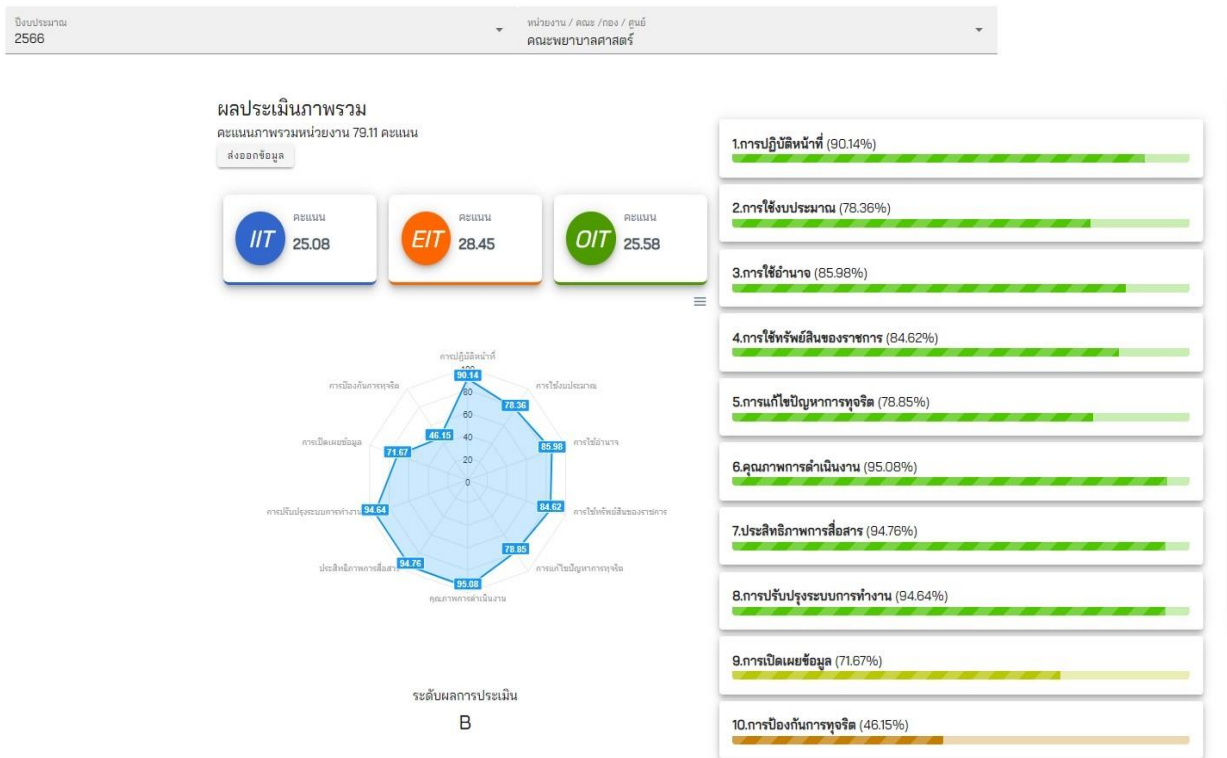 ปีงบประมาณ
2566
หน่วยงาน / คณะ /กอง / ศูนย์
คณะพยาบาลศาสตร์
ผลประเมินภาพรวม
คะแนนภาพรวมหน่วยงาน 79.11 คะแนน
ส่งออกข้อมูล
IIT
คะแนน
25.08
EIT
คะแนน
28.45
OIT
คะแนน
25.58
การปฏิบัติหน้าที่
100
90.14
การป้องกันการทุจริต
80
การใช้งบประมาณ
78.36
60
46.15
40
การเปิดเผยข้อมูล
71.67
85.98
การใช้อำนาจ
20
0
การปรับปรุงระบบการทำงาน
94.64
84.62
การใช้ทรัพย์สินของราชการ
78.85
ประสิทธิภาพการสื่อสาร
94.76
การแก้ไขปัญหาการทุจริต
95.08
คุณภาพการดำเนินงาน
ระดับผลการประเมิน
B
1.การปฏิบัติหน้าที่ (90.14%)
2.การใช้งบประมาณ (78.36%)
3.การใช้อำนาจ (85.98%)
4.การใช้ทรัพย์สินของราชการ (84.62%)
5.การแก้ไขปัญหาการทุจริต (78.85%)
6.คุณภาพการดำเนินงาน (95.08%)
7.ประสิทธิภาพการสื่อสาร (94.76%)
8.การปรับปรุงระบบการทำงาน (94.64%)
9.การเปิดเผยข้อมูล (71.67%)
10.การป้องกันการทุจริต (46.15%)